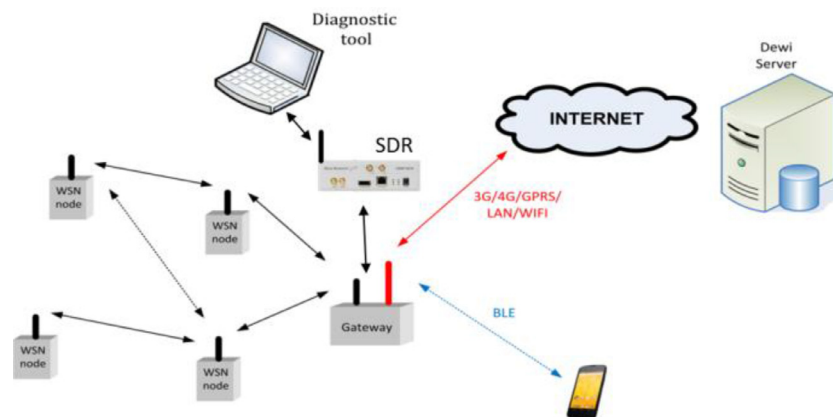 Diagnostic
tool
Dewi
Server
INTERNET
SDR
3G/4G/GPRS/
LAN/WIFI
WSN
node
WSN
node
Gateway
BLE
WSN
node
WSN
node